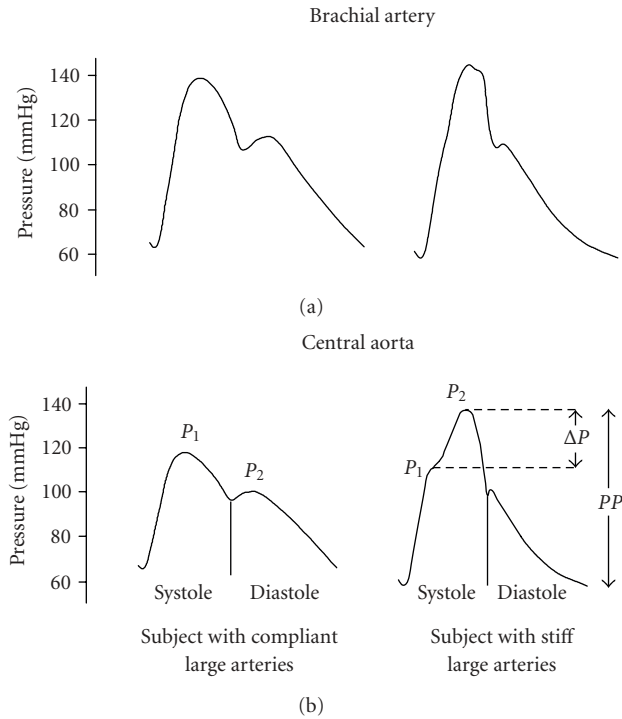 Brachial artery
Pressure (mmHg)
140
120
100
80
60
(a)
Central aorta
Pressure (mmHg)
140
120
100
80
60
P1
P2
Systole
Diastole
P2
P1
ΔP
PP
Systole
Diastole
Subject with compliant
large arteries
Subject with stiff
large arteries
(b)